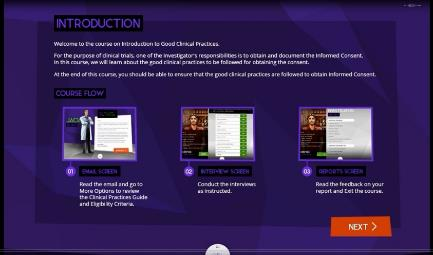 INTRODUCTION
Welcome to the course on Introduction to Good Clinical Practices.
For the purpose of clinical trials, one of the Investigator's responsibilities is to obtain and document the Informed Consent.
In this course, we will learn about the good clinical practices to be followed for obtaining the consent.
At the end of this course, you should be able to ensure that the good clinical practices are followed to obtain Informed Consent.
COURSE FLOW
01 EMAIL SCREEN
Read the email and go to
More Options to review
the Clinical Practices Guide
and Eligibility Criteria.
02 INTERVIEW SCREEN
Conduct the interviews
as instructed.
03 REPORTS SCREEN
Read the feedback on your
report and Exit the course.
NEXT